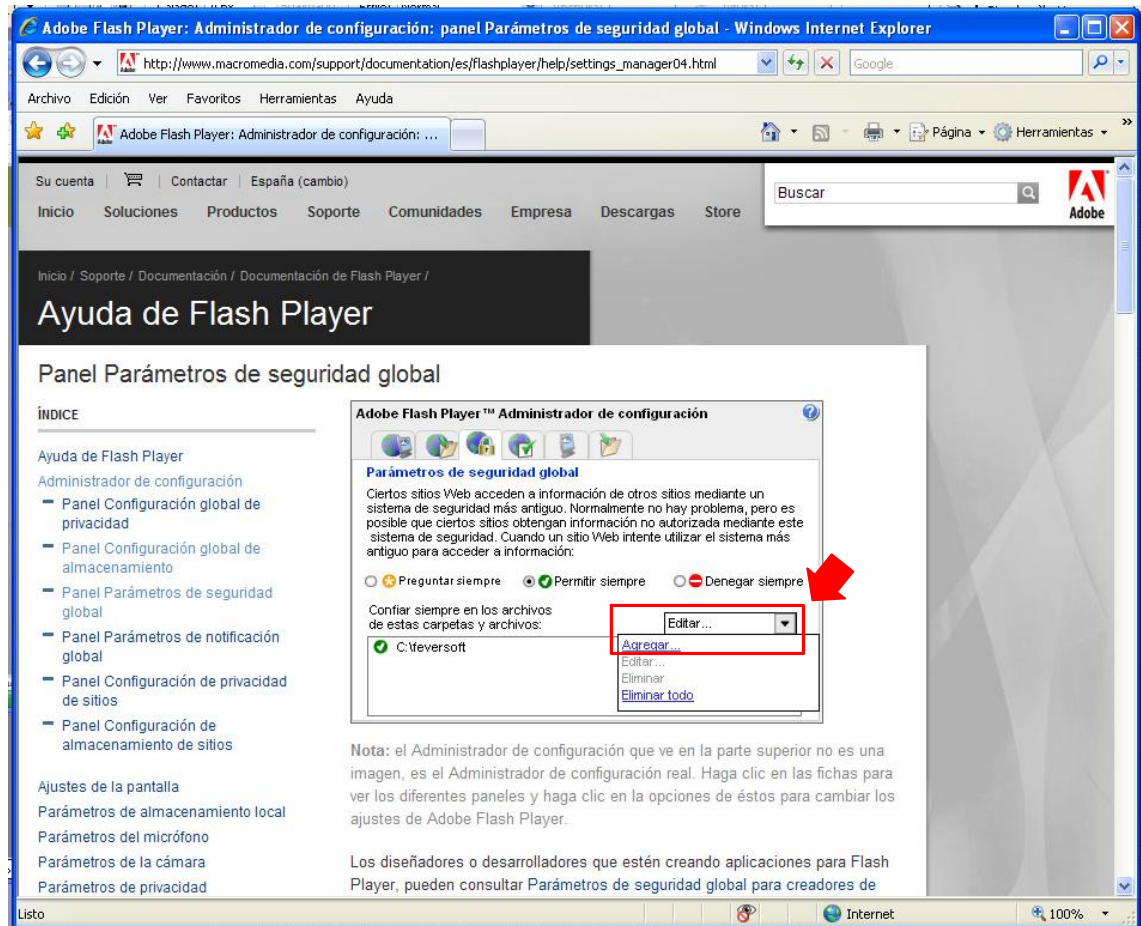 Adobe Flash Player: Administrador de configuración: panel Parámetros de seguridad global - Windows Internet Explorer
http://www.macromedia.com/support/documentation/es/flashplayer/help/settings_manager04.html
Google
Archivo Edición Ver Favoritos Herramientas Ayuda
Adobe Flash Player: Administrador de configuración: ...
Página Herramientas
Su cuenta | | Contactar | España (cambio)
Buscar
Adobe
Inicio Soluciones Productos Soporte Comunidades Empresa Descargas Store
Inicio / Soporte / Documentación / Documentación de Flash Player /
Ayuda de Flash Player
Panel Parámetros de seguridad global
ÍNDICE
Ayuda de Flash Player
Administrador de configuración
Panel Configuración global de
privacidad
Panel Configuración global de
almacenamiento
Panel Parámetros de seguridad
global
Panel Parámetros de notificación
global
Panel Configuración de privacidad
de sitios
Panel Configuración de
almacenamiento de sitios
Ajustes de la pantalla
Parámetros de almacenamiento local
Parámetros del micrófono
Parámetros de la cámara
Parámetros de privacidad
Adobe Flash Player™ Administrador de configuración
Parámetros de seguridad global
Ciertos sitios Web acceden a información de otros sitios mediante un
sistema de seguridad más antiguo. Normalmente no hay problema, pero es
posible que ciertos sitios obtengan información no autorizada mediante este
sistema de seguridad. Cuando un sitio Web intente utilizar el sistema más
antiguo para acceder a información:
Preguntar siempre Permitir siempre Denegar siempre
Confiar siempre en los archivos
de estas carpetas y archivos:
Editar...
C:\feversoft
Agregar...
Editar...
Eliminar
Eliminar todo
Nota: el Administrador de configuración que ve en la parte superior no es una
imagen, es el Administrador de configuración real. Haga clic en las fichas para
ver los diferentes paneles y haga clic en la opciones de éstos para cambiar los
ajustes de Adobe Flash Player.
Los diseñadores o desarrolladores que estén creando aplicaciones para Flash
Player, pueden consultar Parámetros de seguridad global para creadores de
Listo
Internet
100%